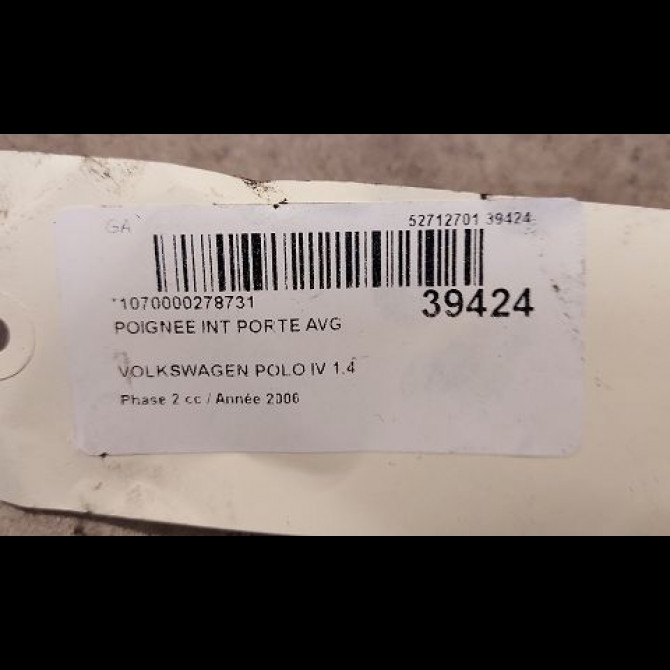 GA
52712701 39424
*1070000278731
39424
POIGNEE INT PORTE AVG
VOLKSWAGEN POLO IV 1.4
Phase 2 cc / Année 2006